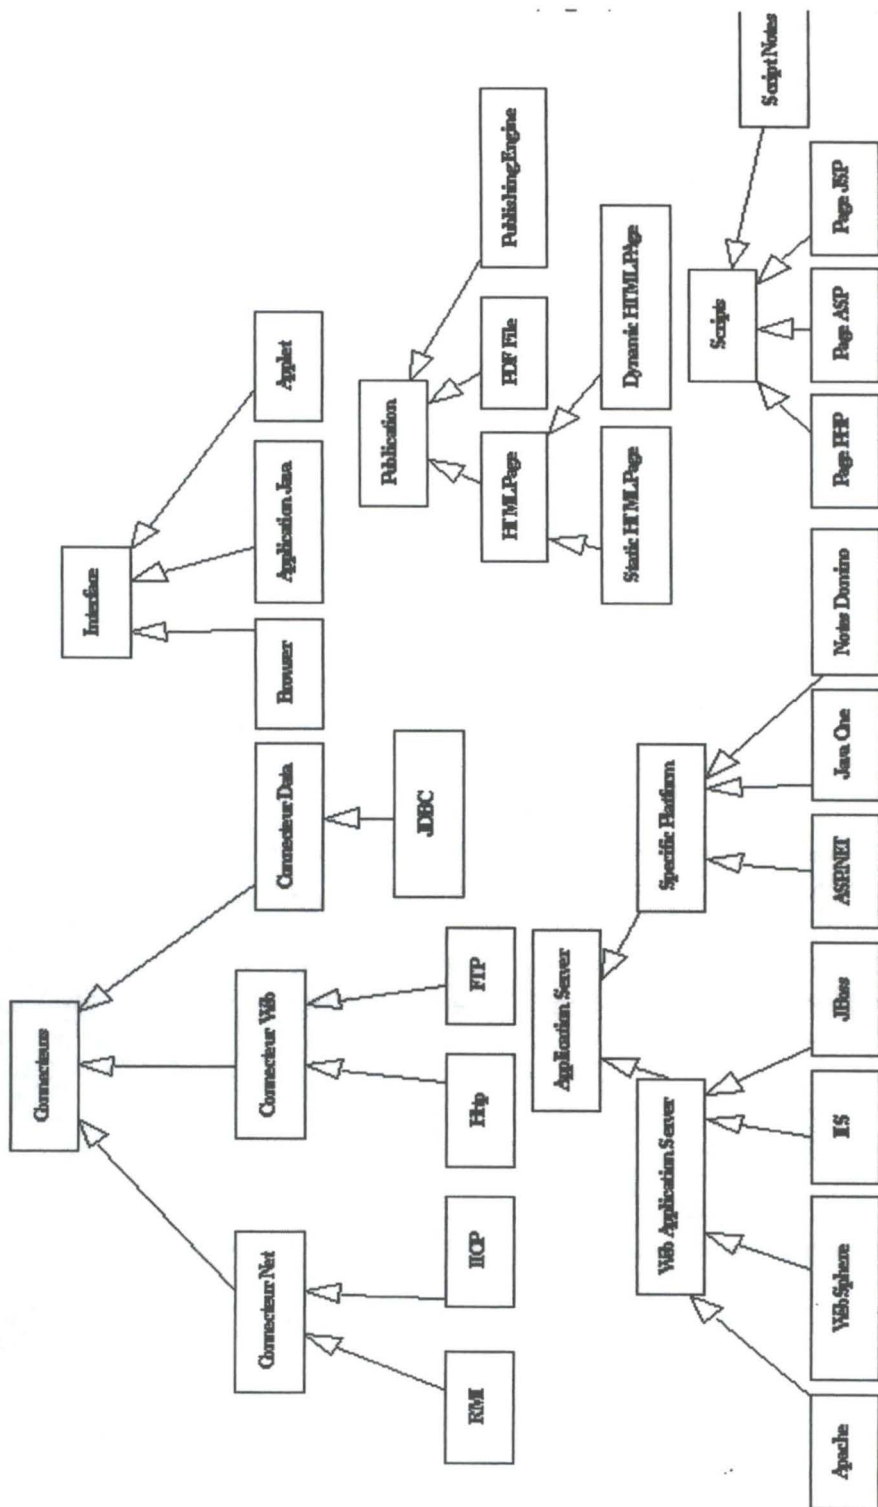 Connecteurs
Interface
Connecteur Net
Connecteur Web
Connecteur Data
Browser
Application Java
Applet
RMI
IIOP
Http
FTP
JDBC
Publication
HTML Page
PDF File
Publishing Engine
Static HTML Page
Dynamic HTML PAge
Application Server
Web Application Server
Specific Platform
Scripts
Script Notes
Apache
Web Sphere
IIS
JBoss
ASP.NET
Java One
Notes Domino
Page PHP
Page ASP
Page JSP